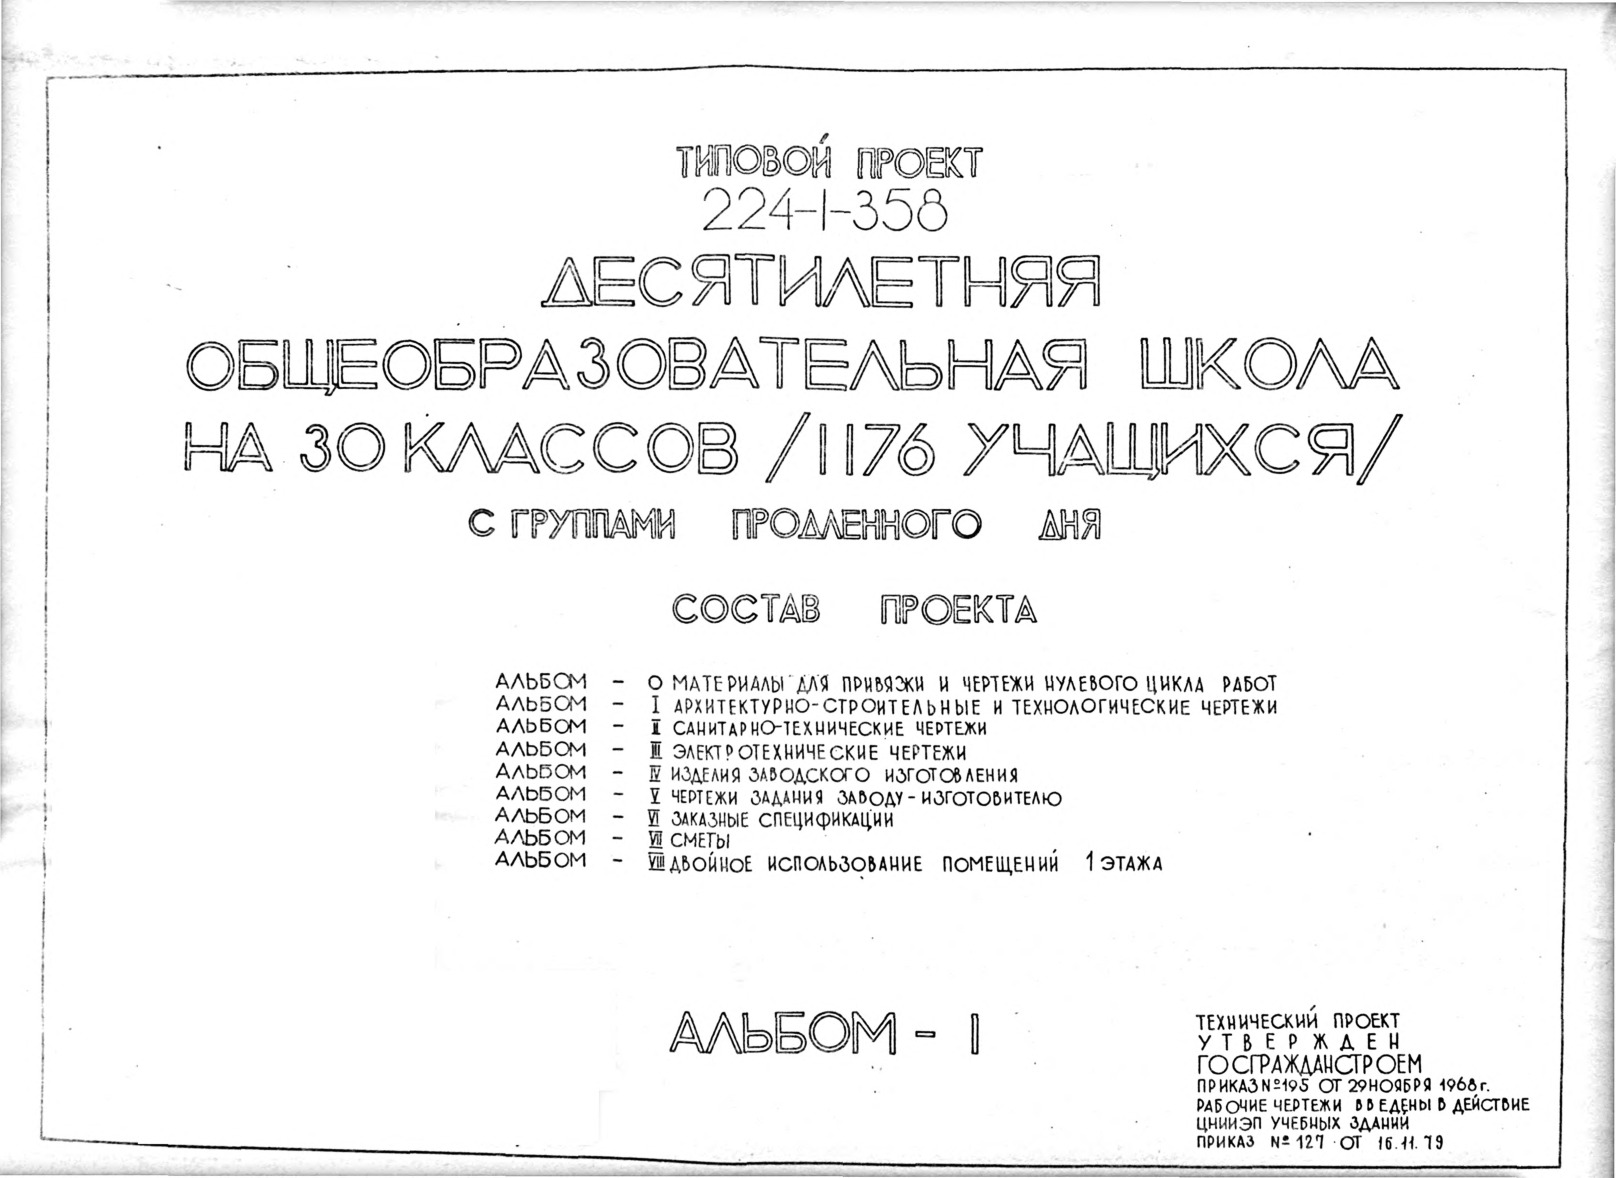 ТИПОВОЙ ПРОЕКТ
224-1-358
ДЕСЯТИЛЕТНЯЯ
ОБЩЕОБРАЗОВАТЕЛЬНАЯ ШКОЛА
НА 30 КЛАССОВ /1176 УЧАЩИХСЯ/
С ГРУППАМИ ПРОДЛЕННОГО ДНЯ
СОСТАВ ПРОЕКТА
АЛЬБОМ - 0 МАТЕРИАЛЫ ДЛЯ ПРИВЯЗКИ И ЧЕРТЕЖИ НУЛЕВОГО ЦИКЛА РАБОТ
АЛЬБОМ - I АРХИТЕКТУРНО-СТРОИТЕЛЬНЫЕ И ТЕХНОЛОГИЧЕСКИЕ ЧЕРТЕЖИ
АЛЬБОМ - II САНИТАРНО-ТЕХНИЧЕСКИЕ ЧЕРТЕЖИ
АЛЬБОМ - III ЭЛЕКТРОТЕХНИЧЕСКИЕ ЧЕРТЕЖИ
АЛЬБОМ - IV ИЗДЕЛИЯ ЗАВОДСКОГО ИЗГОТОВЛЕНИЯ
АЛЬБОМ - V ЧЕРТЕЖИ ЗАДАНИЯ ЗАВОДУ-ИЗГОТОВИТЕЛЮ
АЛЬБОМ - VI ЗАКАЗНЫЕ СПЕЦИФИКАЦИИ
АЛЬБОМ - VII СМЕТЫ
АЛЬБОМ - VIII ДВОЙНОЕ ИСПОЛЬЗОВАНИЕ ПОМЕЩЕНИЙ 1 ЭТАЖА
АЛЬБОМ - I
ТЕХНИЧЕСКИЙ ПРОЕКТ
УТВЕРЖДЕН
ГОСГРАЖДАНСТРОЕМ
ПРИКАЗ №195 ОТ 29 НОЯБРЯ 1968 г.
РАБОЧИЕ ЧЕРТЕЖИ ВВЕДЕНЫ В ДЕЙСТВИЕ
ЦНИИЭП УЧЕБНЫХ ЗДАНИЙ
ПРИКАЗ № 127 ОТ 16.11.79